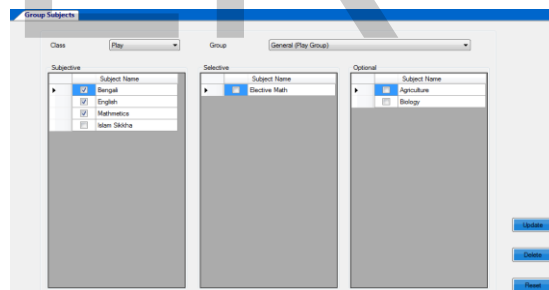 Group Subjects
Class Play Group General (Play Group)
Subjective Selective Optional
Subject Name Subject Name Subject Name
Bengali Elective Math Agriculture
English Biology
Mathmetics
Islam Sikkha
Update
Delete
Reset